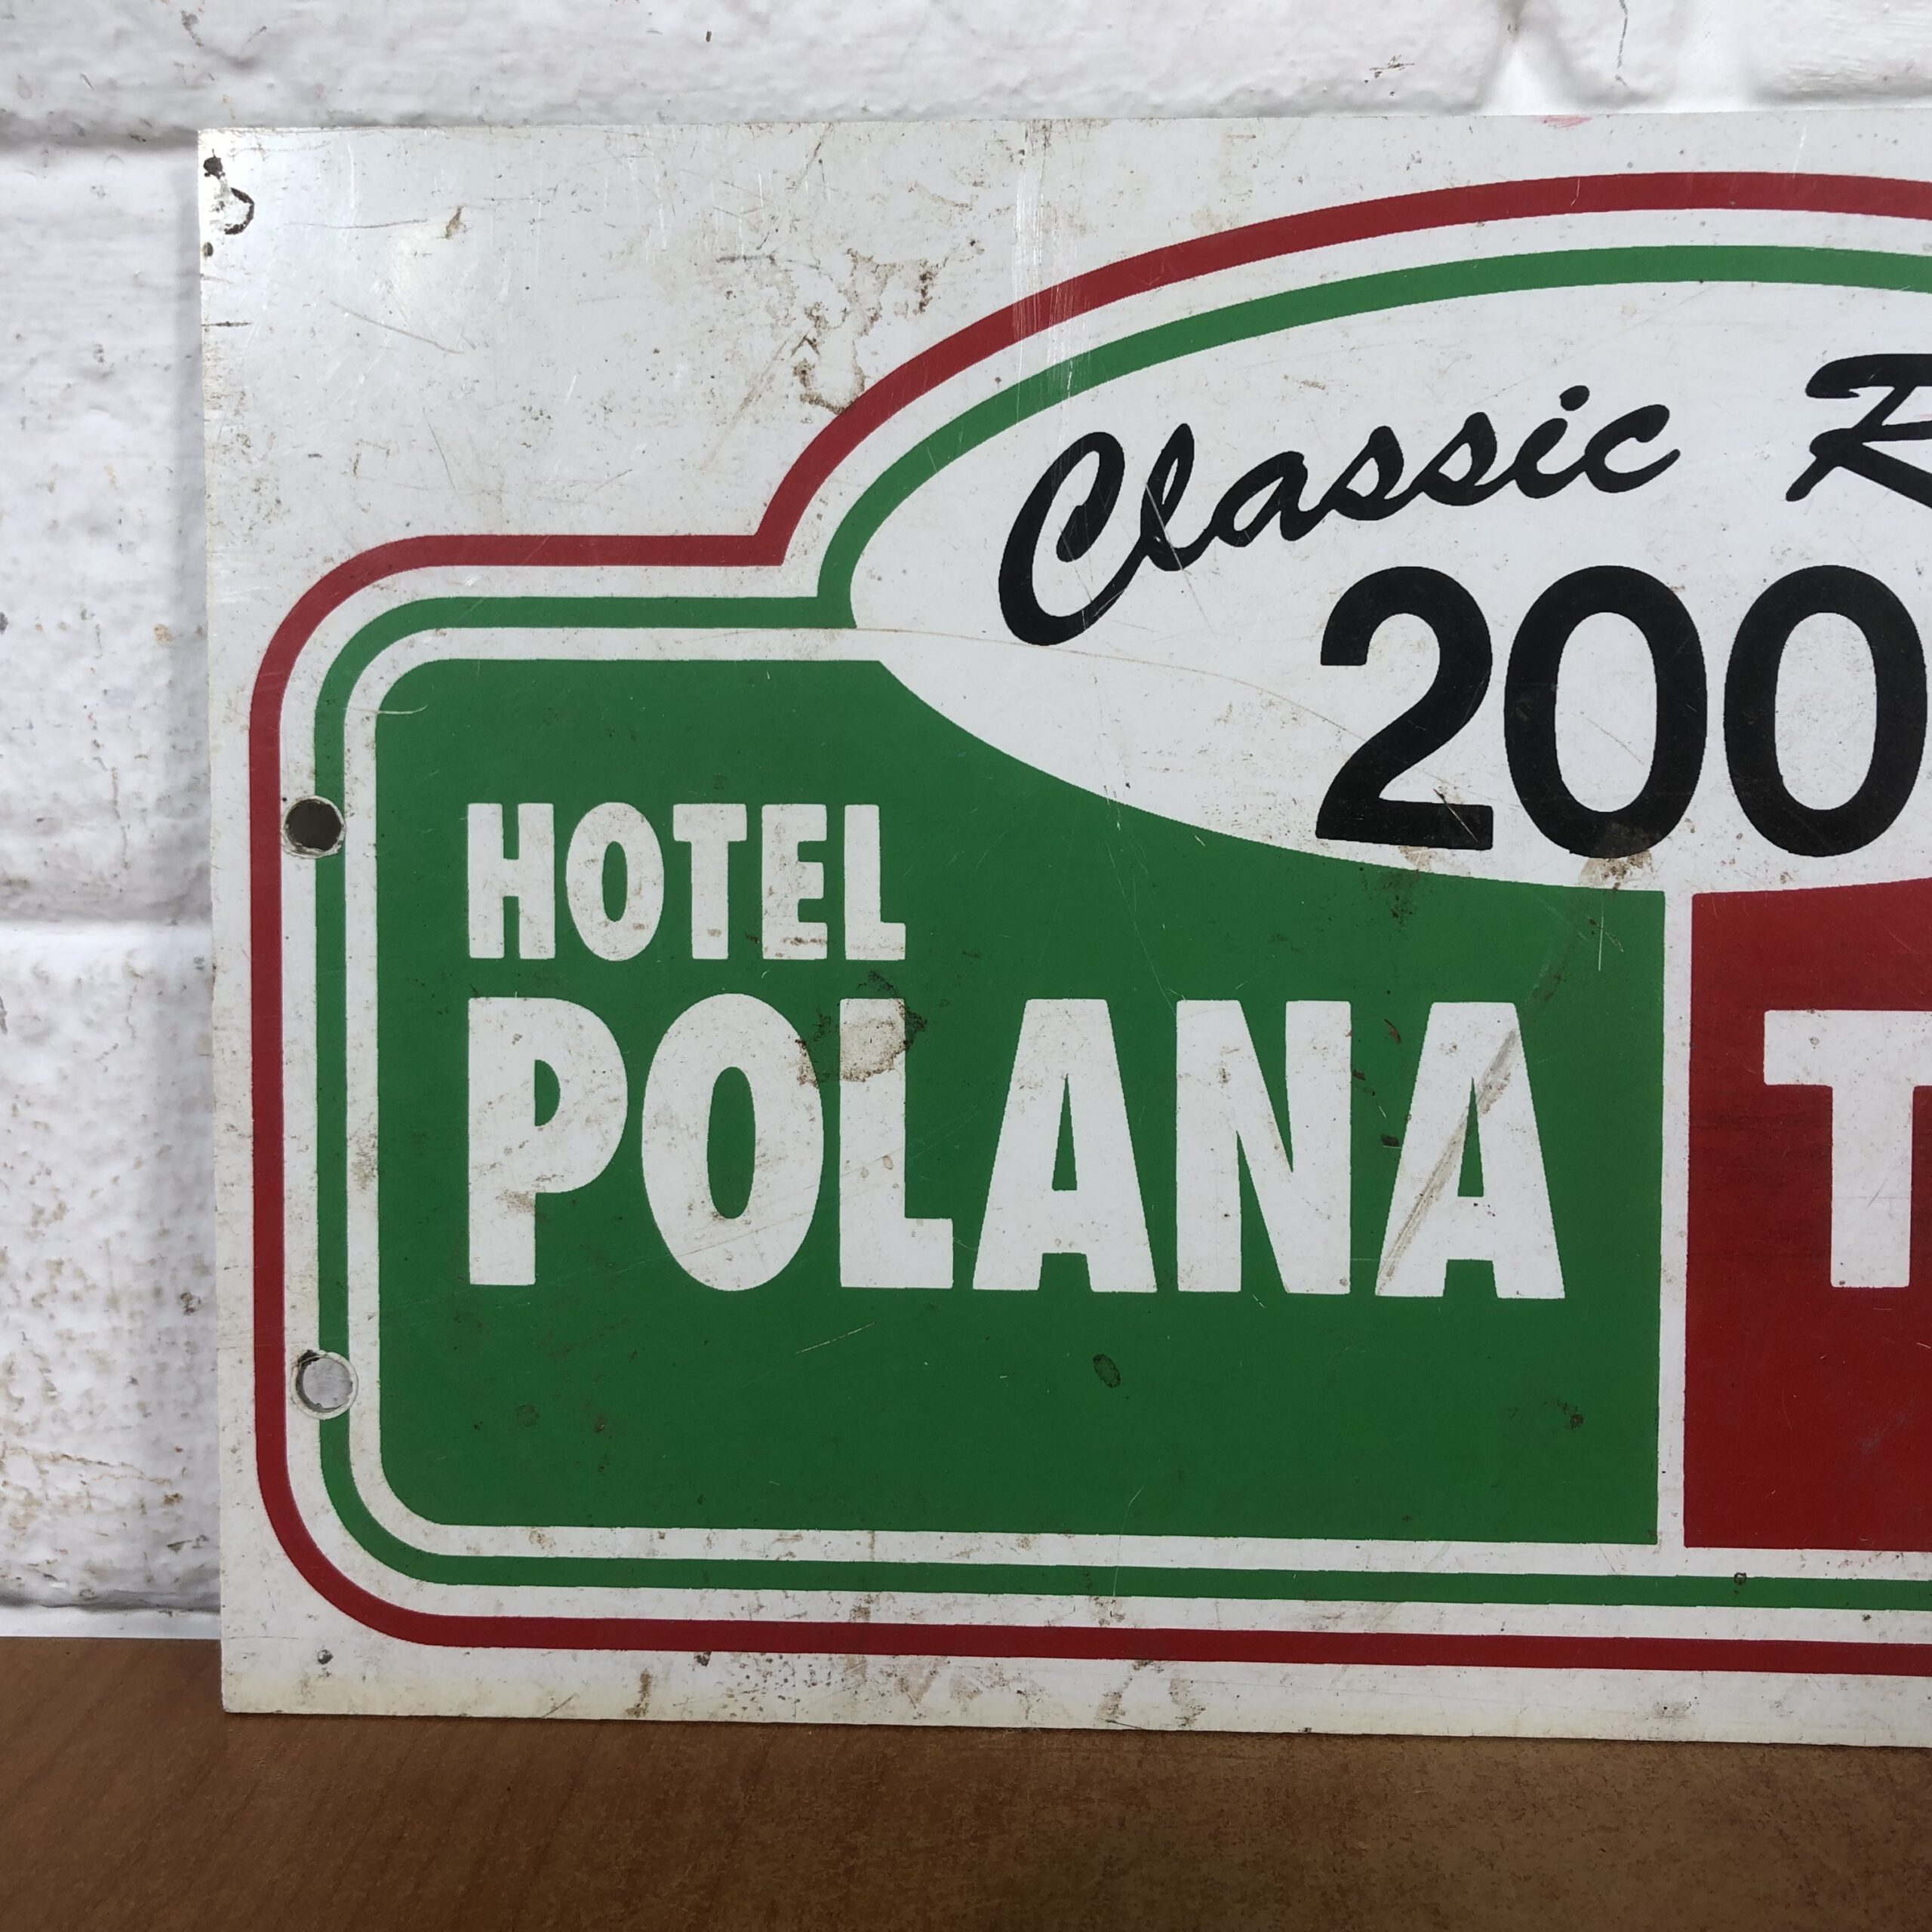 Classic R
200
HOTEL
POLANA
T